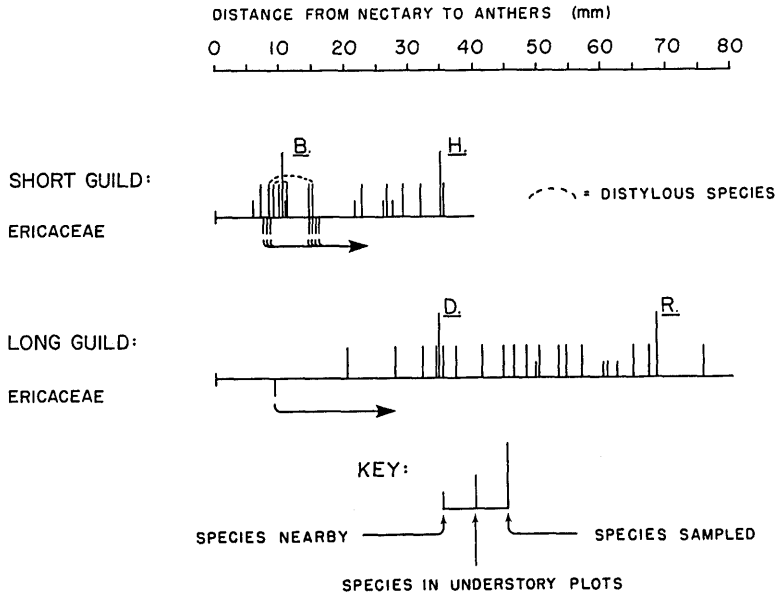 DISTANCE FROM NECTARY TO ANTHERS (mm)
0 10 20 30 40 50 60 70 80
B. H.
SHORT GUILD:
= DISTYLOUS SPECIES
ERICACEAE
D. R.
LONG GUILD:
ERICACEAE
KEY:
SPECIES NEARBY SPECIES SAMPLED
SPECIES IN UNDERSTORY PLOTS